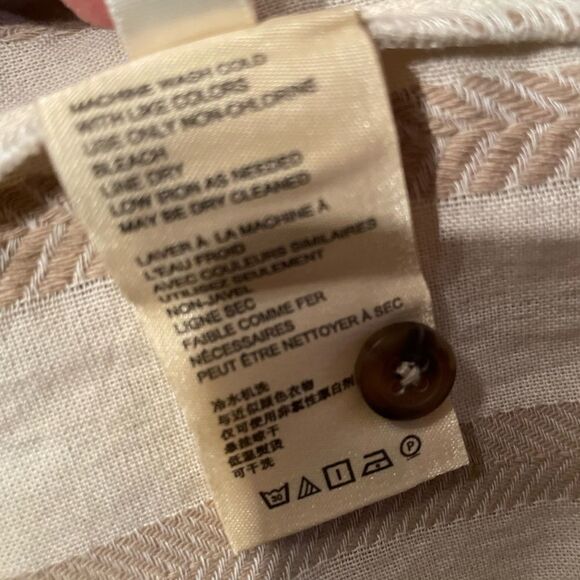 MACHINE WASH COLD
WITH LIKE COLORS
USE ONLY NON-CHLORINE
BLEACH
LINE DRY
LOW IRON AS NEEDED
MAY BE DRY CLEANED
LAVER À LA MACHINE À
L'EAU FROID
AVEC COULEURS SIMILAIRES
UTILISEZ SEULEMENT
NON-JAVEL
LIGNE SEC
FAIBLE COMME FER
NÉCESSAIRES
PEUT ÊTRE NETTOYER À SEC
冷水机洗
与近似颜色衣物
仅可使用非氯性漂白剂
悬挂晾干
低温熨烫
可干洗
30
P